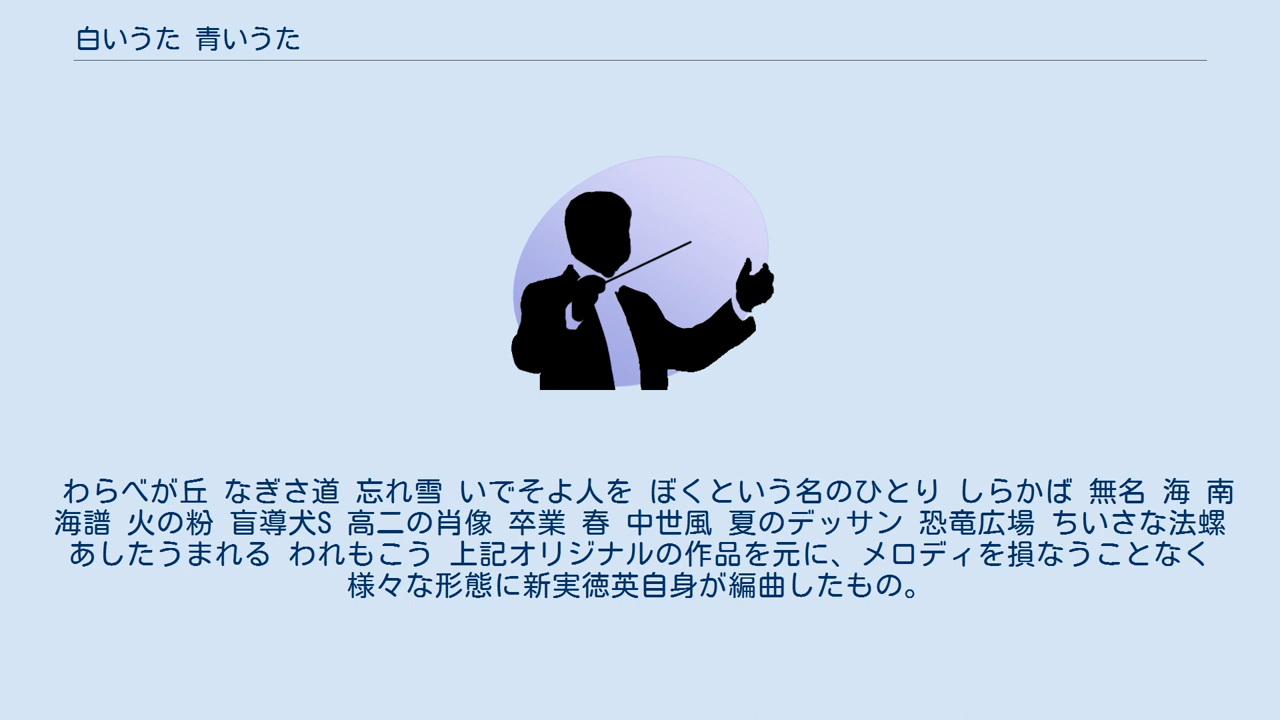 白いうた 青いうた
わらべが丘 なぎさ道 忘れ雪 いでそよ人を ぼくという名のひとり しらかば 無名 海 南
海譜 火の粉 盲導犬S 高二の肖像 卒業 春 中世風 夏のデッサン 恐竜広場 ちいさな法螺
あしたうまれる われもこう 上記オリジナルの作品を元に、メロディを損なうことなく
様々な形態に新実徳英自身が編曲したもの。